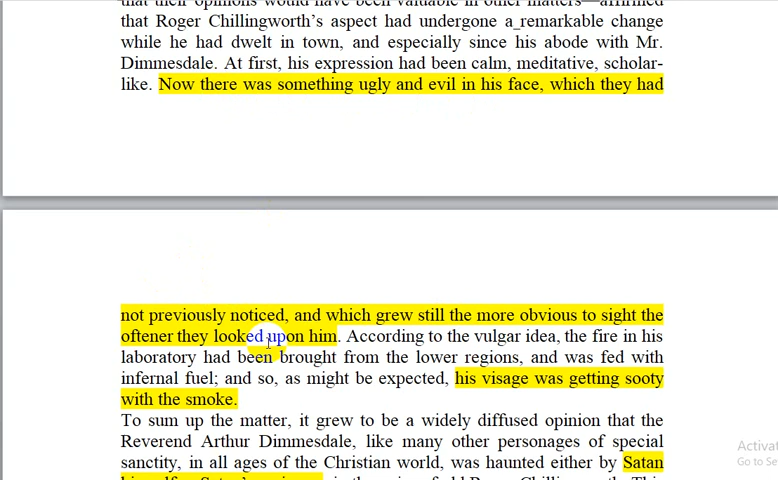 that their opinions would have been valuable in other matters—affirmed
that Roger Chillingworth's aspect had undergone a remarkable change
while he had dwelt in town, and especially since his abode with Mr.
Dimmesdale. At first, his expression had been calm, meditative, scholar-
like. Now there was something ugly and evil in his face, which they had
not previously noticed, and which grew still the more obvious to sight the
oftener they looked upon him. According to the vulgar idea, the fire in his
laboratory had been brought from the lower regions, and was fed with
infernal fuel; and so, as might be expected, his visage was getting sooty
with the smoke.
To sum up the matter, it grew to be a widely diffused opinion that the
Reverend Arthur Dimmesdale, like many other personages of special
sanctity, in all ages of the Christian world, was haunted either by Satan
Activat
Go to Se